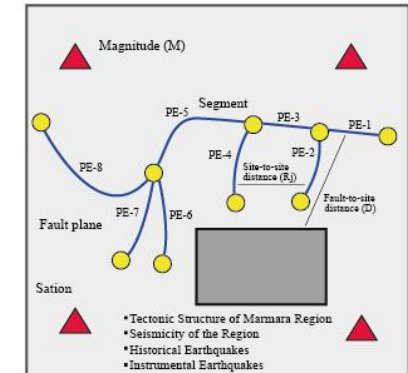 Magnitude (M)
Segment
PE-5
PE-3
PE-1
PE-4
PE-2
Site-to-site
distance (Rj)
PE-8
PE-7
PE-6
Fault-to-site
distance (D)
Fault plane
Sation
▪Tectonic Structure of Marmara Region
▪Seismicity of the Region
▪Historical Earthquakes
▪Instrumental Earthquakes